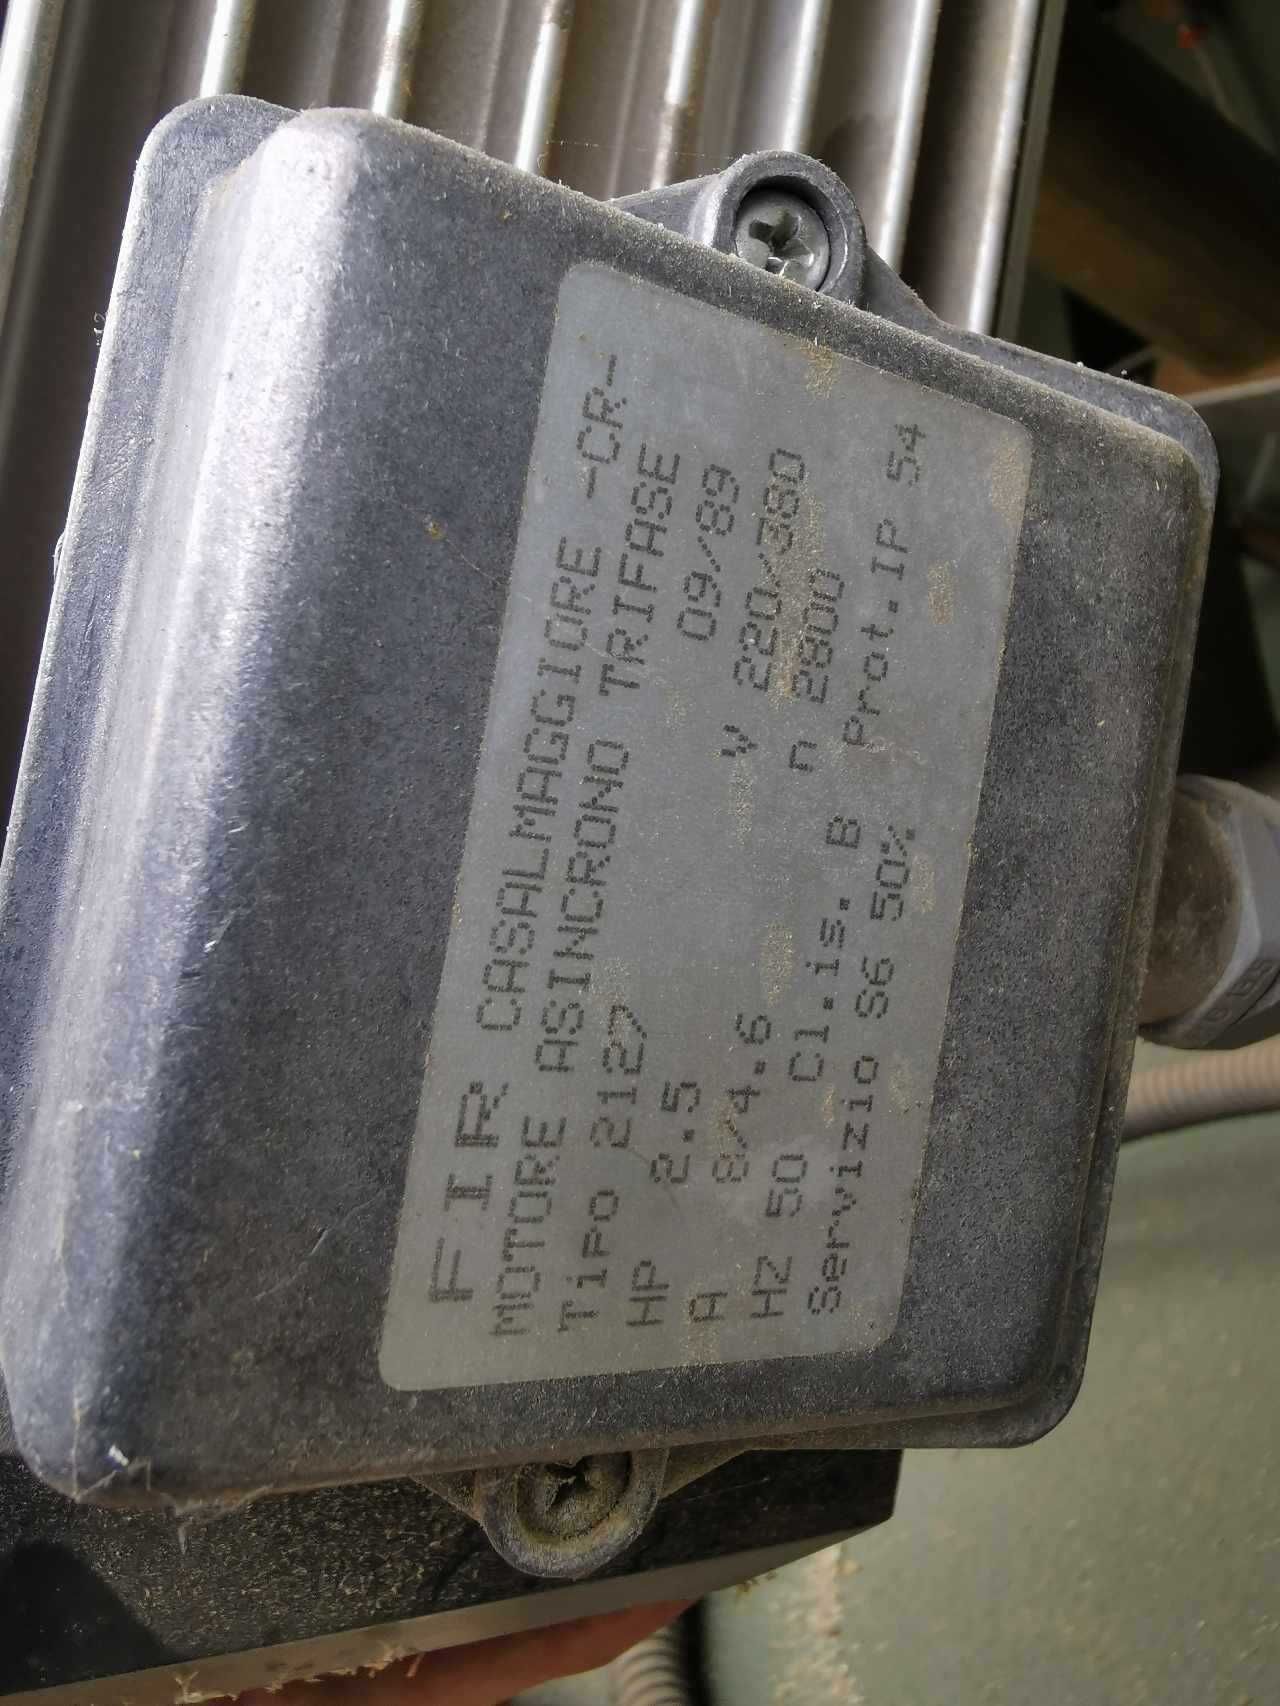 FIR CASALMAGGIORE -CR-
MOTORE ASINCRONO TRIFASE
Tipo 2127 09/89
HP 2.5 V 220/380
A 8/4.6 n 2800
HZ 50 Cl.is. B Prot.IP 54
Servizio S6 50%